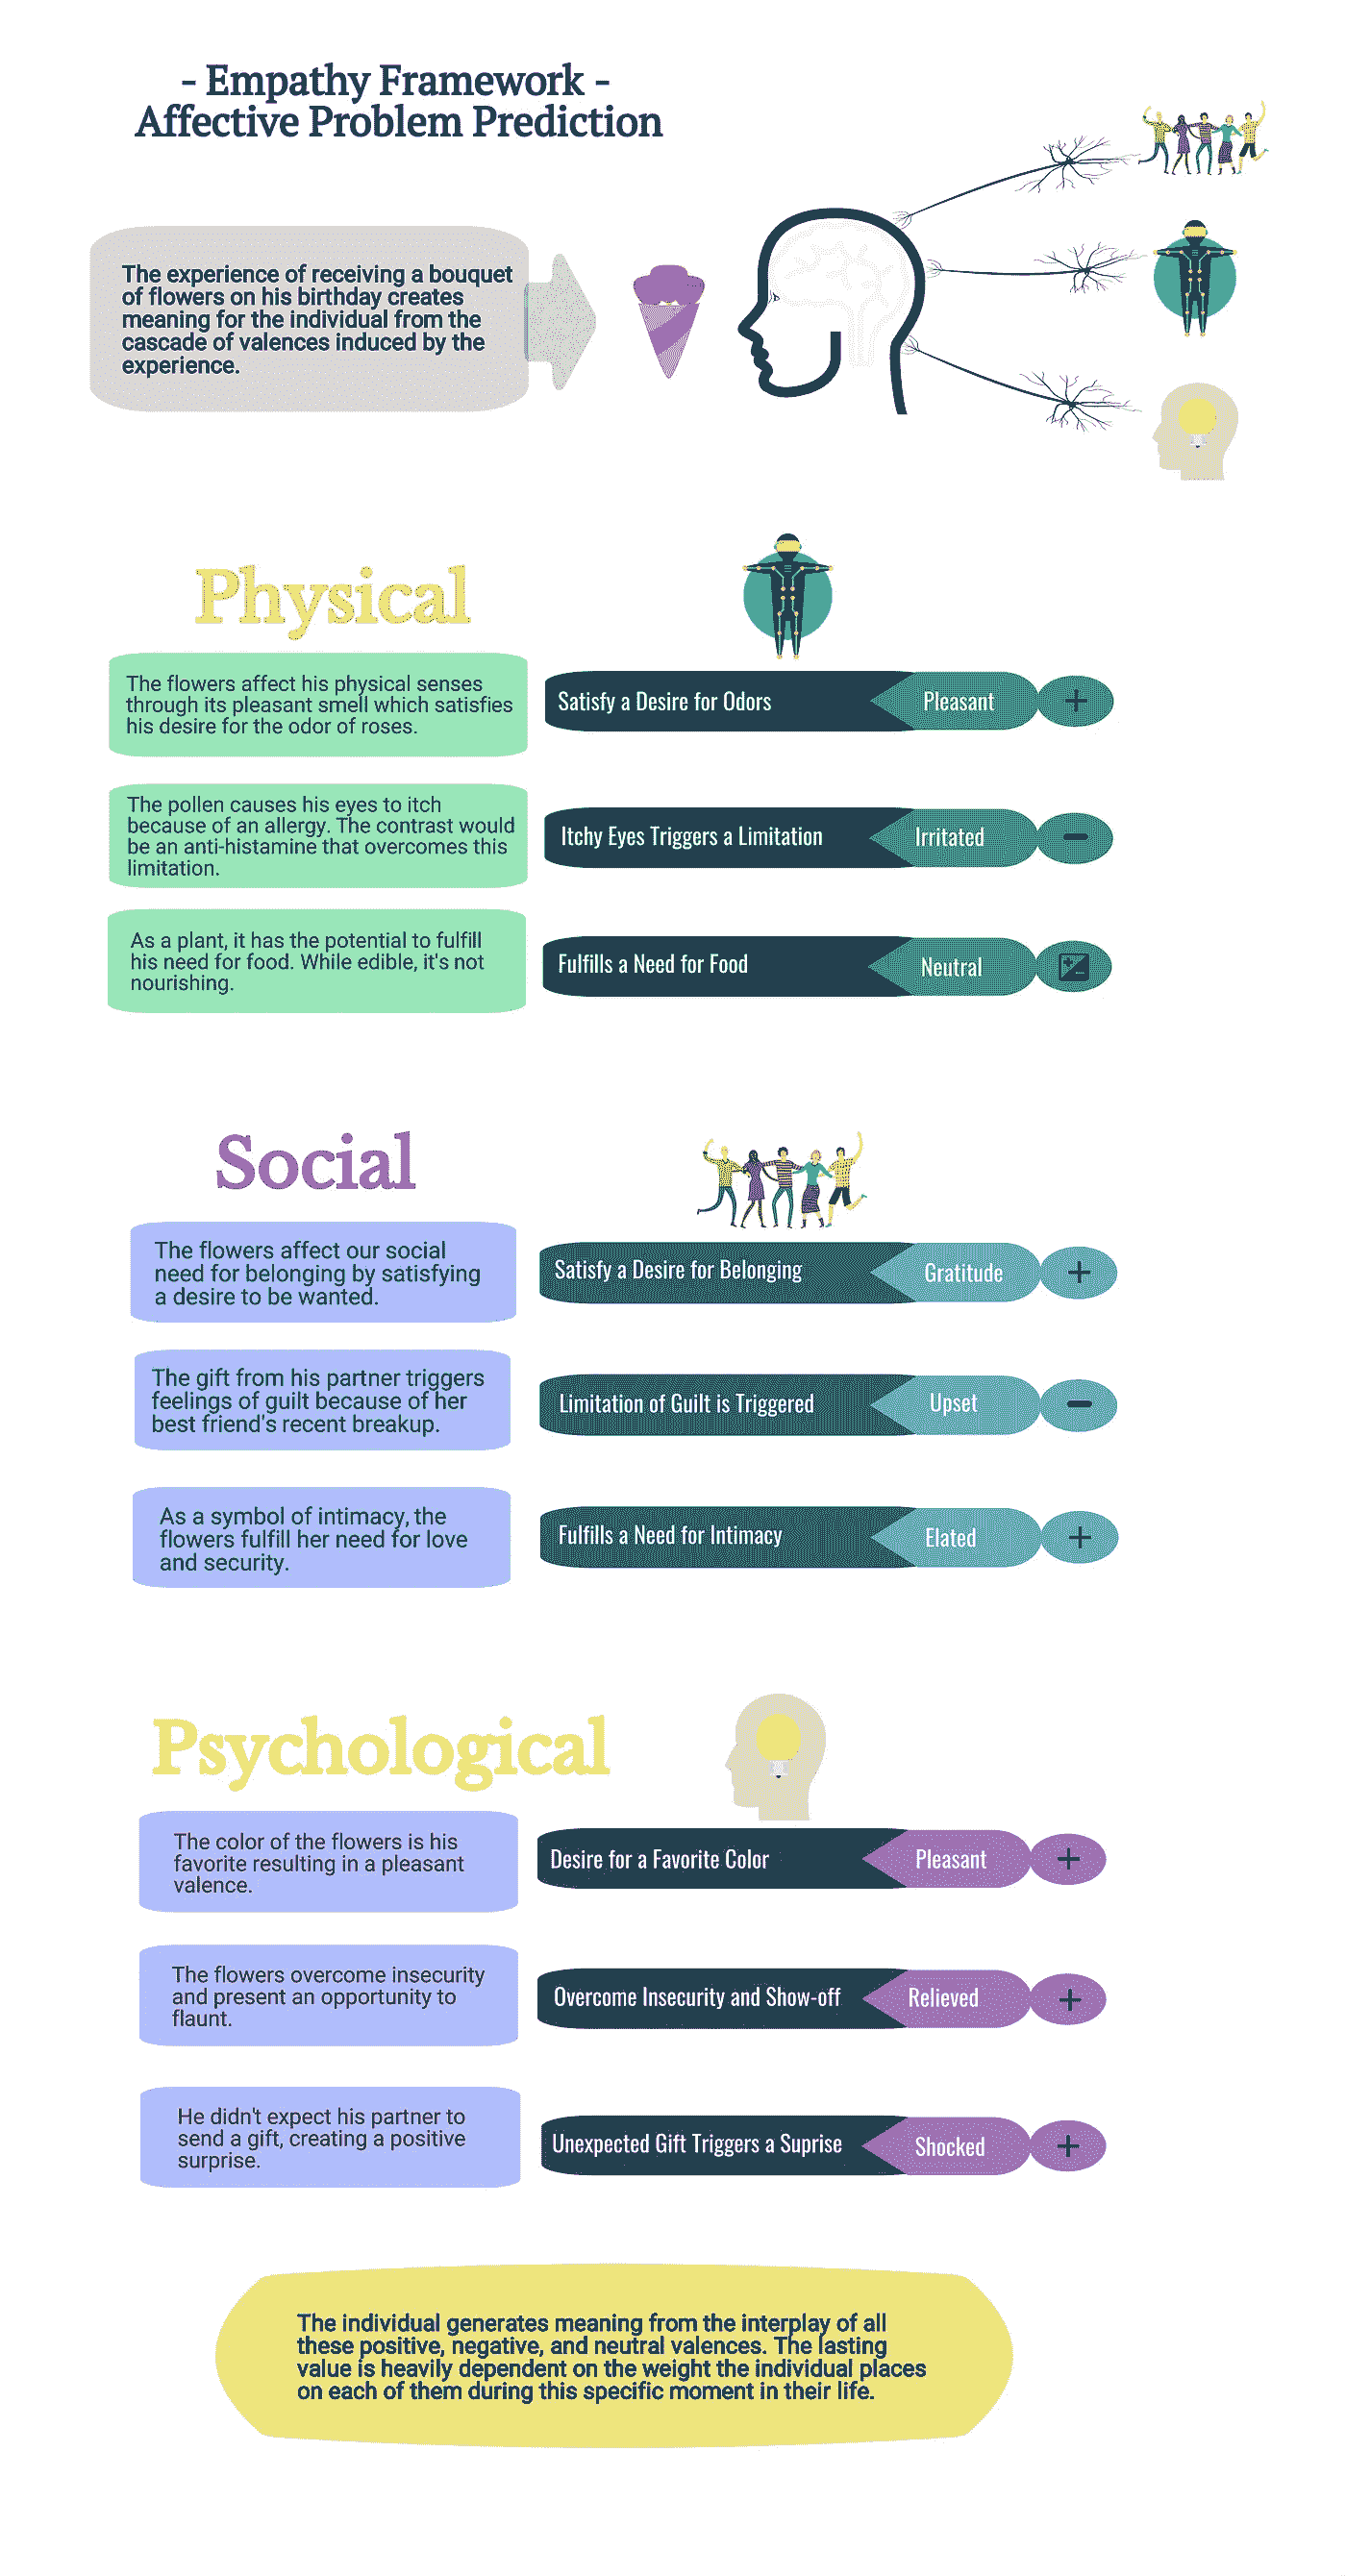 - Empathy Framework -
Affective Problem Prediction
The experience of receiving a bouquet
of flowers on his birthday creates
meaning for the individual from the
cascade of valences induced by the
experience.
Physical
The flowers affect his physical senses
through its pleasant smell which satisfies
his desire for the odor of roses.
Satisfy a Desire for Odors
Pleasant
+
The pollen causes his eyes to itch
because of an allergy. The contrast would
be an anti-histamine that overcomes this
limitation.
Itchy Eyes Triggers a Limitation
Irritated
-
As a plant, it has the potential to fulfill
his need for food. While edible, it's not
nourishing.
Fulfills a Need for Food
Neutral
+ -
Social
The flowers affect our social
need for belonging by satisfying
a desire to be wanted.
Satisfy a Desire for Belonging
Gratitude
+
The gift from his partner triggers
feelings of guilt because of her
best friend's recent breakup.
Limitation of Guilt is Triggered
Upset
-
As a symbol of intimacy, the
flowers fulfill her need for love
and security.
Fulfills a Need for Intimacy
Elated
+
Psychological
The color of the flowers is his
favorite resulting in a pleasant
valence.
Desire for a Favorite Color
Pleasant
+
The flowers overcome insecurity
and present an opportunity to
flaunt.
Overcome Insecurity and Show-off
Relieved
+
He didn't expect his partner to
send a gift, creating a positive
surprise.
Unexpected Gift Triggers a Suprise
Shocked
+
The individual generates meaning from the interplay of all
these positive, negative, and neutral valences. The lasting
value is heavily dependent on the weight the individual places
on each of them during this specific moment in their life.